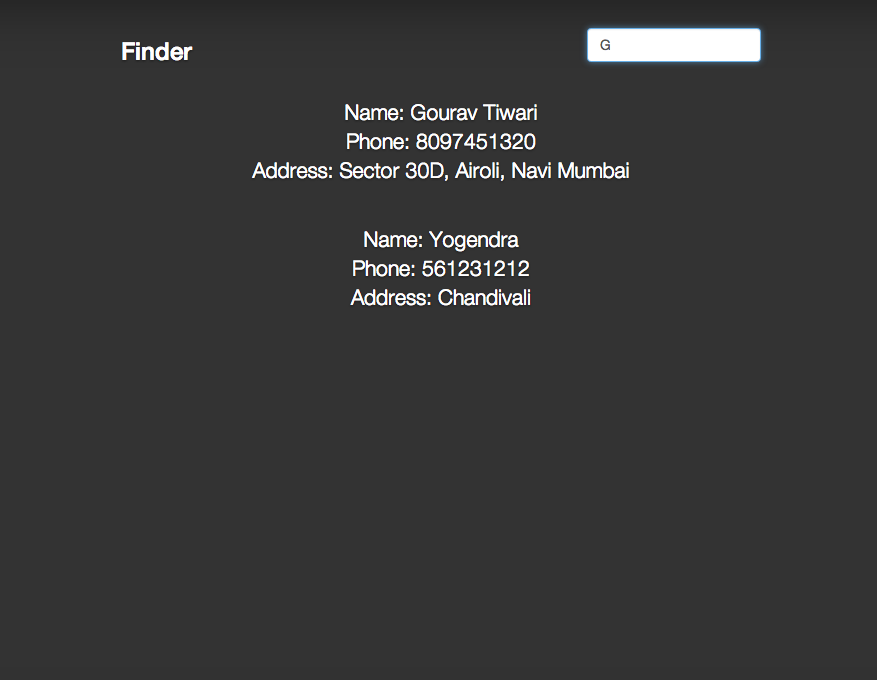 Finder
G
Name: Gourav Tiwari
Phone: 8097451320
Address: Sector 30D, Airoli, Navi Mumbai
Name: Yogendra
Phone: 561231212
Address: Chandivali